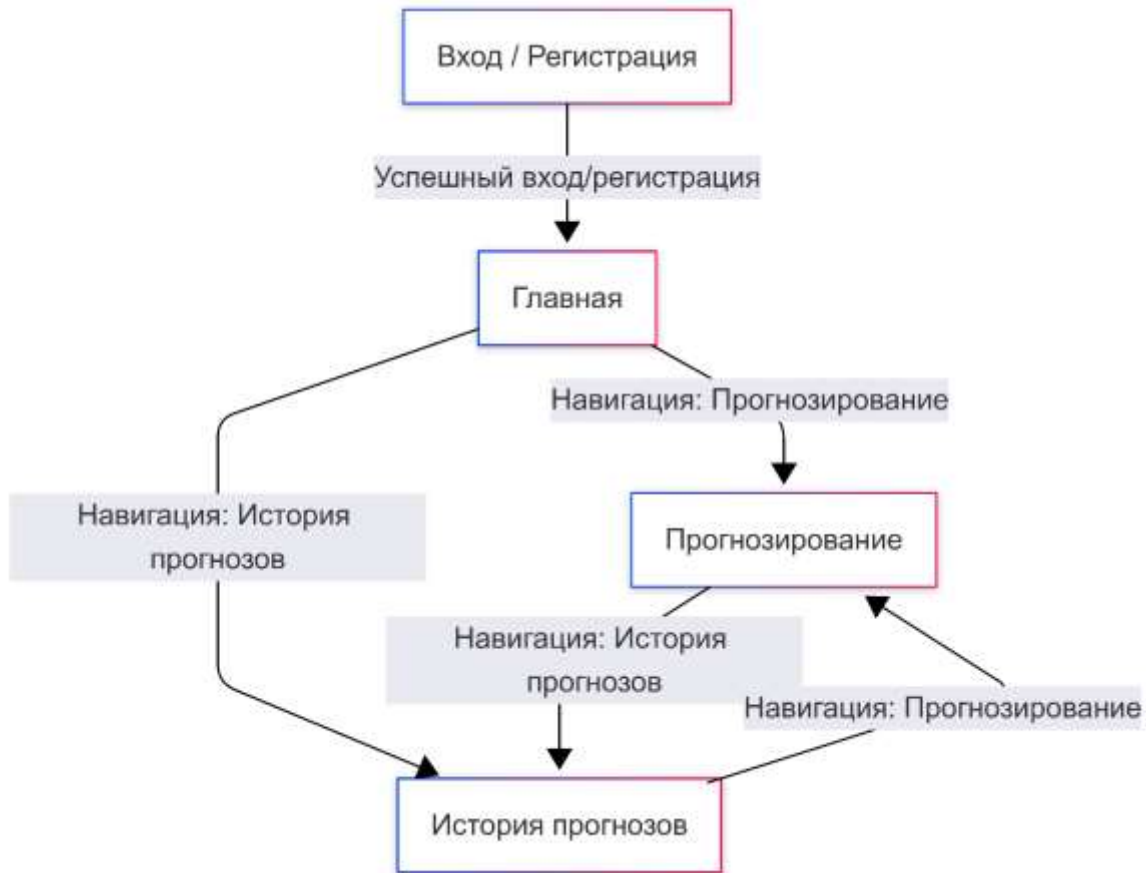 Вход / Регистрация
Успешный вход/регистрация
Главная
Навигация: Прогнозирование
Навигация: История
прогнозов
Прогнозирование
Навигация: История
прогнозов
Навигация: Прогнозирование
История прогнозов